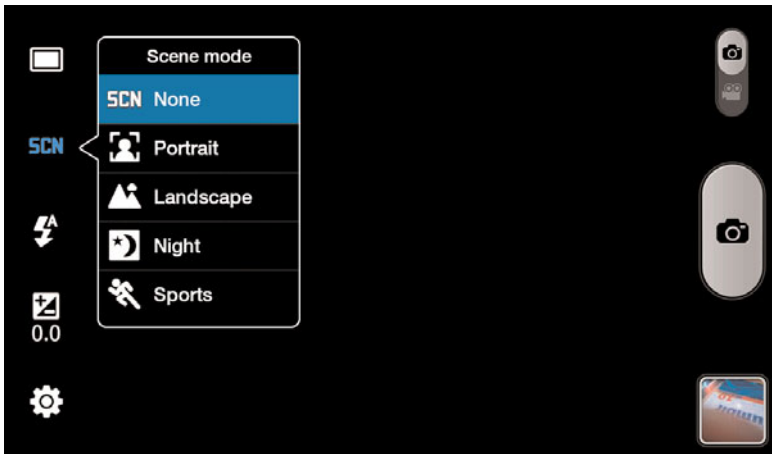 Scene mode
SCN None
SCN
Portrait
Landscape
A
Night
Sports
0.0